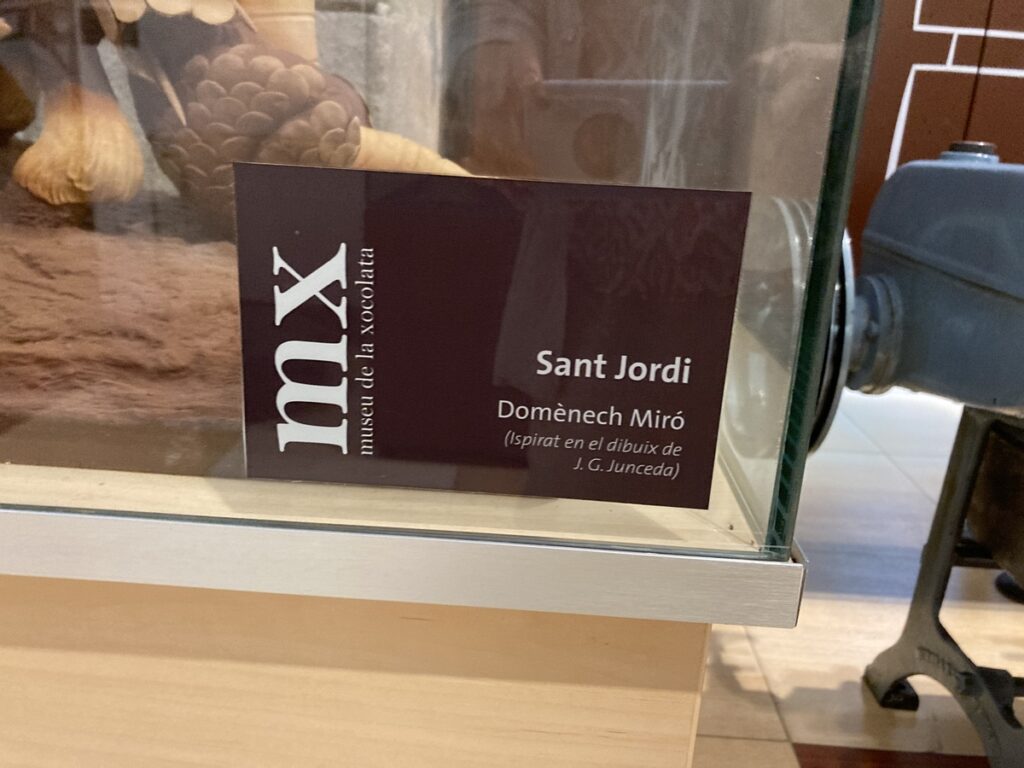 mx
museu de la xocolata
Sant Jordi
Domènech Miró
(Ispirat en el dibuix de
J. G. Junceda)